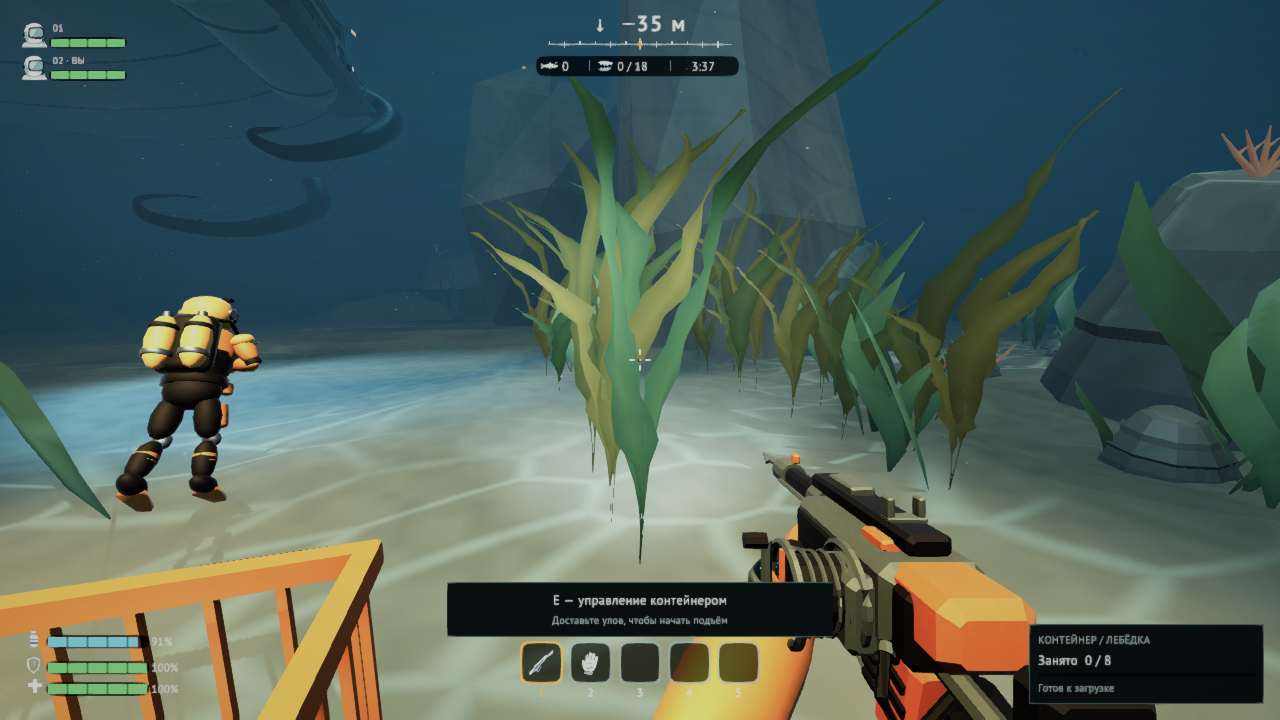 01
02 · ВЫ
−35 м
0
0 / 18
3:37
91%
100%
100%
E — управление контейнером
Доставьте улов, чтобы начать подъём
1
2
3
4
5
КОНТЕЙНЕР / ЛЕБЁДКА
Занято 0 / 8
Готов к загрузке